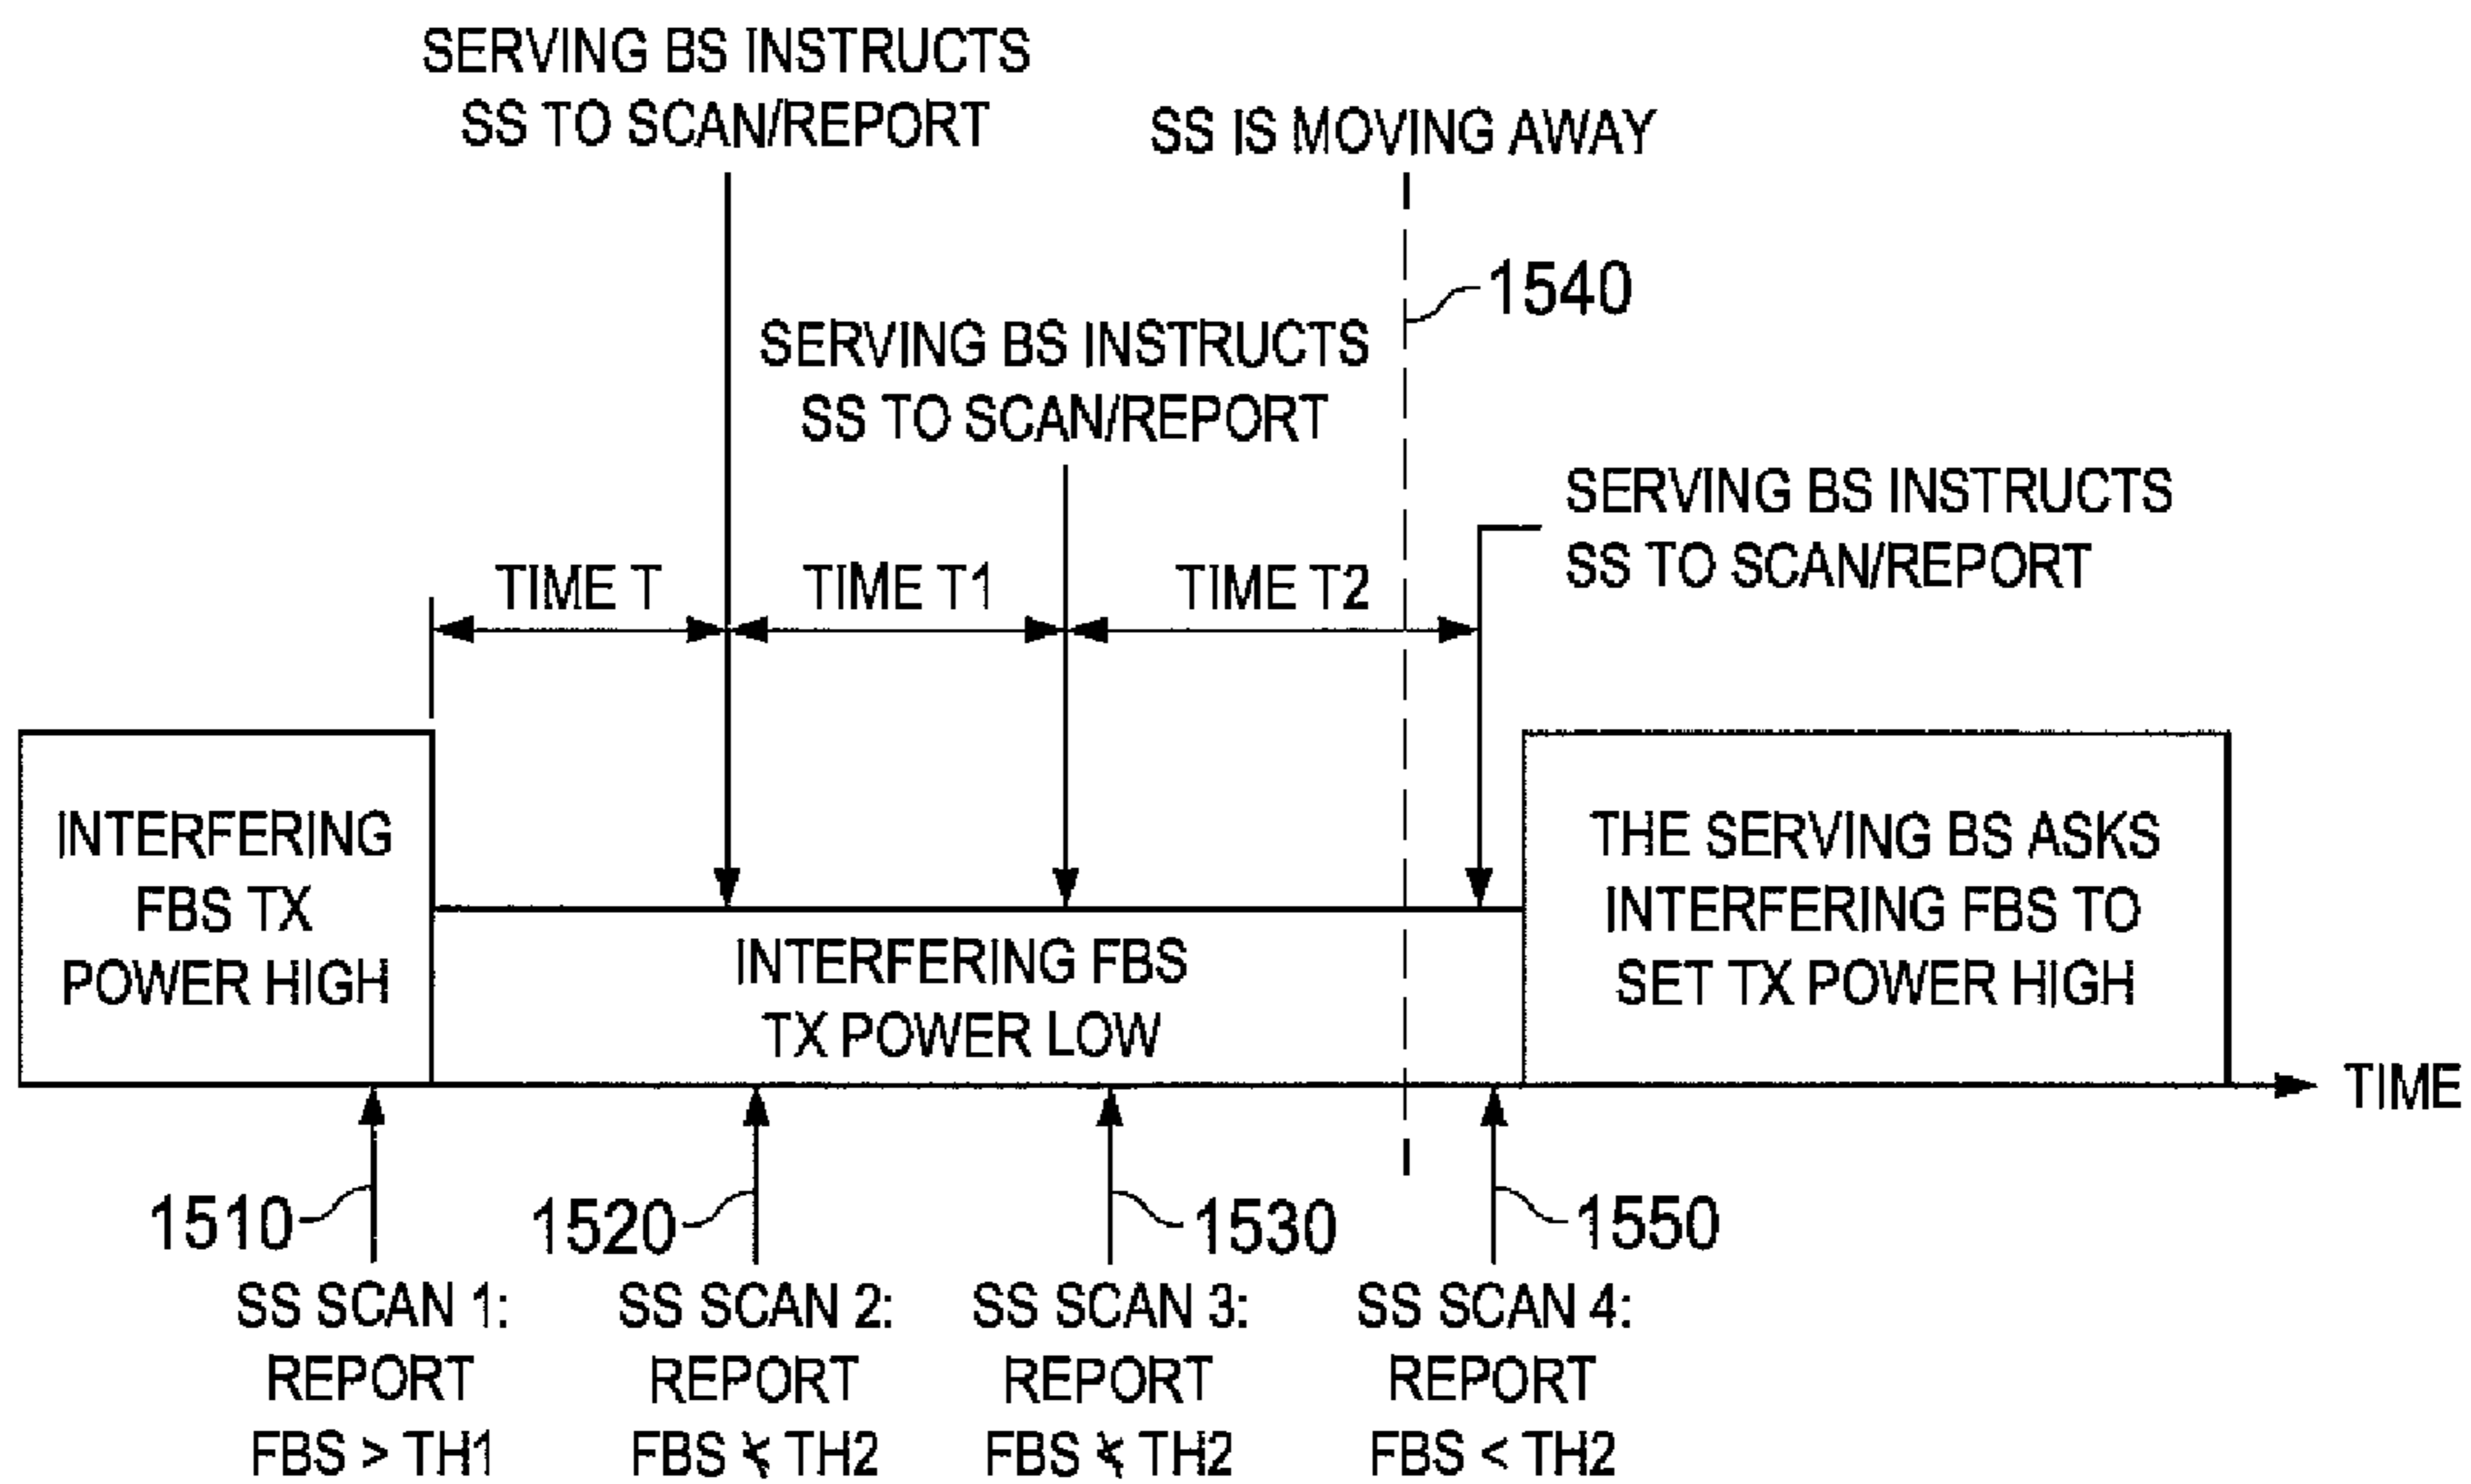 SERVING BS INSTRUCTS
SS TO SCAN/REPORT
SS IS MOVING AWAY
1540
SERVING BS INSTRUCTS
SS TO SCAN/REPORT
SERVING BS INSTRUCTS
SS TO SCAN/REPORT
TIME T
TIME T1
TIME T2
INTERFERING
FBS TX
POWER HIGH
INTERFERING FBS
TX POWER LOW
THE SERVING BS ASKS
INTERFERING FBS TO
SET TX POWER HIGH
TIME
1510
1520
1530
1550
SS SCAN 1:
REPORT
FBS > TH1
SS SCAN 2:
REPORT
FBS ≮ TH2
SS SCAN 3:
REPORT
FBS ≮ TH2
SS SCAN 4:
REPORT
FBS < TH2